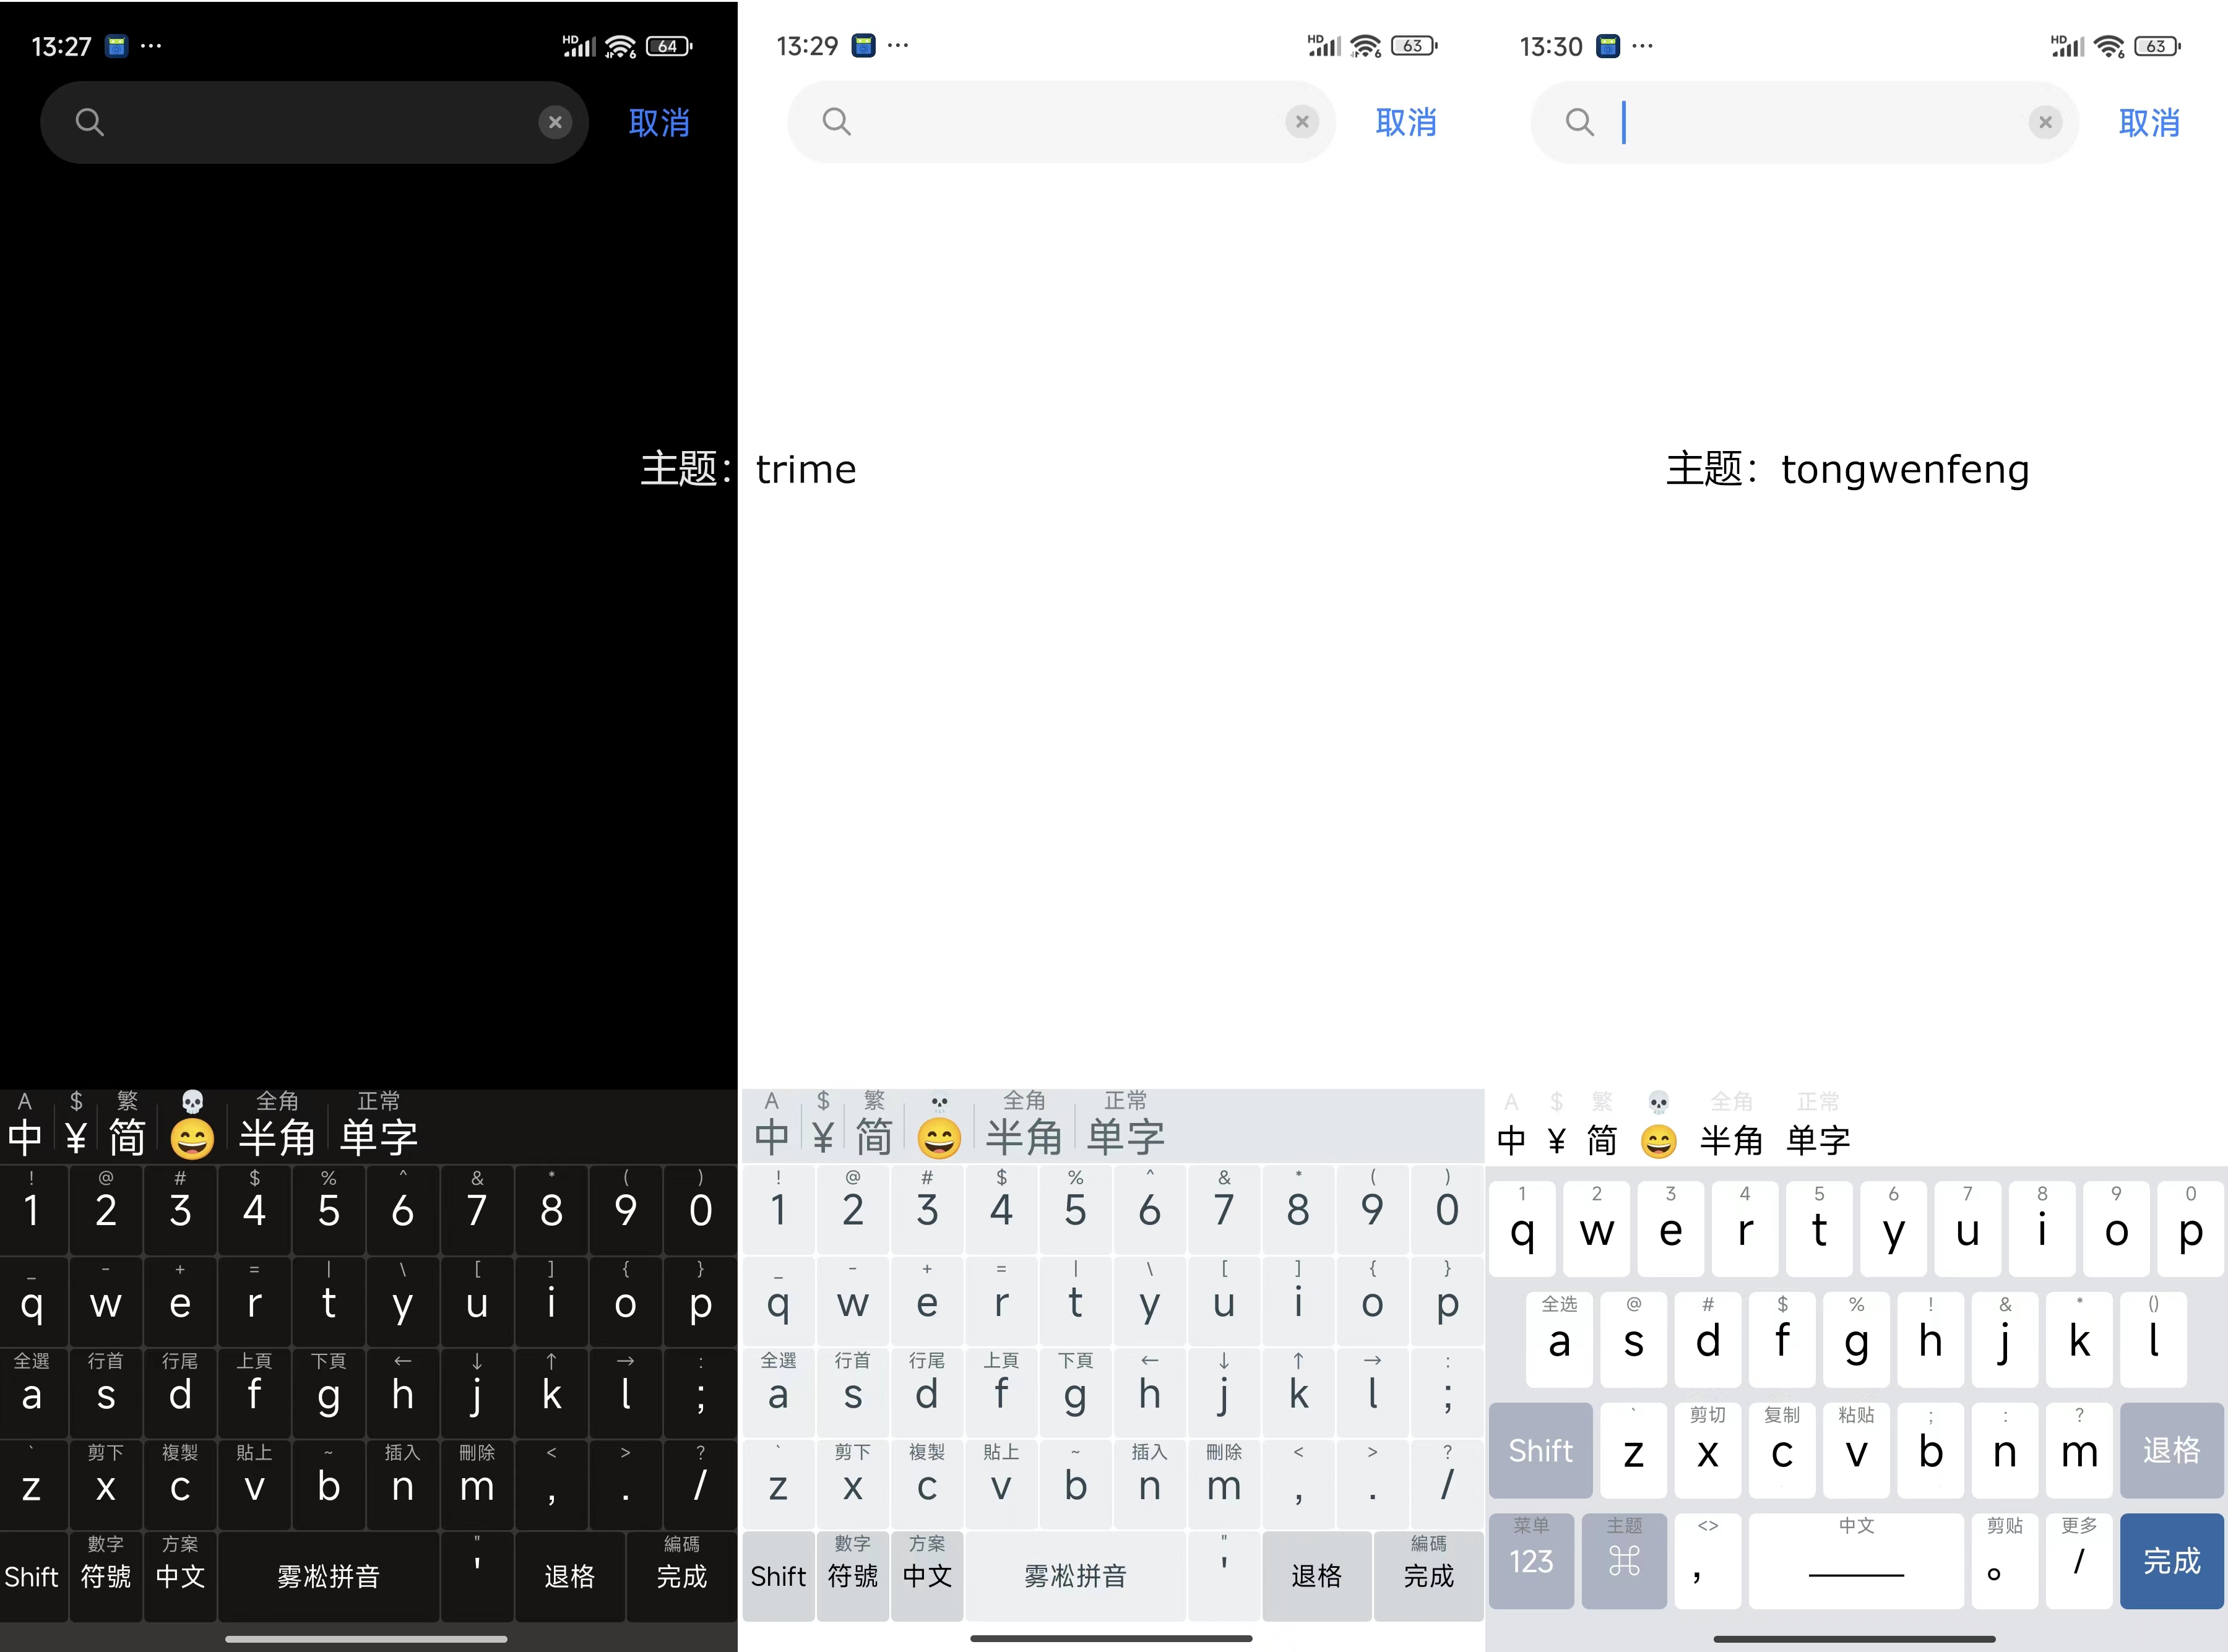 13:27 ... HD 6 64
取消
主题：trime
A $ 繁 💀 全角 正常
中 ¥ 简 😄 半角 单字
! @ # $ % ^ & * ( )
1 2 3 4 5 6 7 8 9 0
_ - + = | \ [ ] { }
q w e r t y u i o p
全選 行首 行尾 上頁 下頁 ← ↓ ↑ → :
a s d f g h j k l ;
` 剪下 複製 貼上 ~ 插入 刪除 < > ?
z x c v b n m , . /
數字 方案 " 編碼
Shift 符號 中文 雾凇拼音 ' 退格 完成
13:29 ... HD 6 63
取消
A $ 繁 💀 全角 正常
中 ¥ 简 😄 半角 单字
! @ # $ % ^ & * ( )
1 2 3 4 5 6 7 8 9 0
_ - + = | \ [ ] { }
q w e r t y u i o p
全選 行首 行尾 上頁 下頁 ← ↓ ↑ → :
a s d f g h j k l ;
` 剪下 複製 貼上 ~ 插入 刪除 < > ?
z x c v b n m , . /
數字 方案 " 編碼
Shift 符號 中文 雾凇拼音 ' 退格 完成
13:30 ... HD 6 63
取消
主题：tongwenfeng
A $ 繁 💀 全角 正常
中 ¥ 简 😄 半角 单字
1 2 3 4 5 6 7 8 9 0
q w e r t y u i o p
全选 @ # $ % ! & * ()
a s d f g h j k l
` 剪切 复制 粘贴 ; : ?
Shift z x c v b n m 退格
菜单 主题 <> 中文 剪贴 更多
123 ⌘ , 。 / 完成